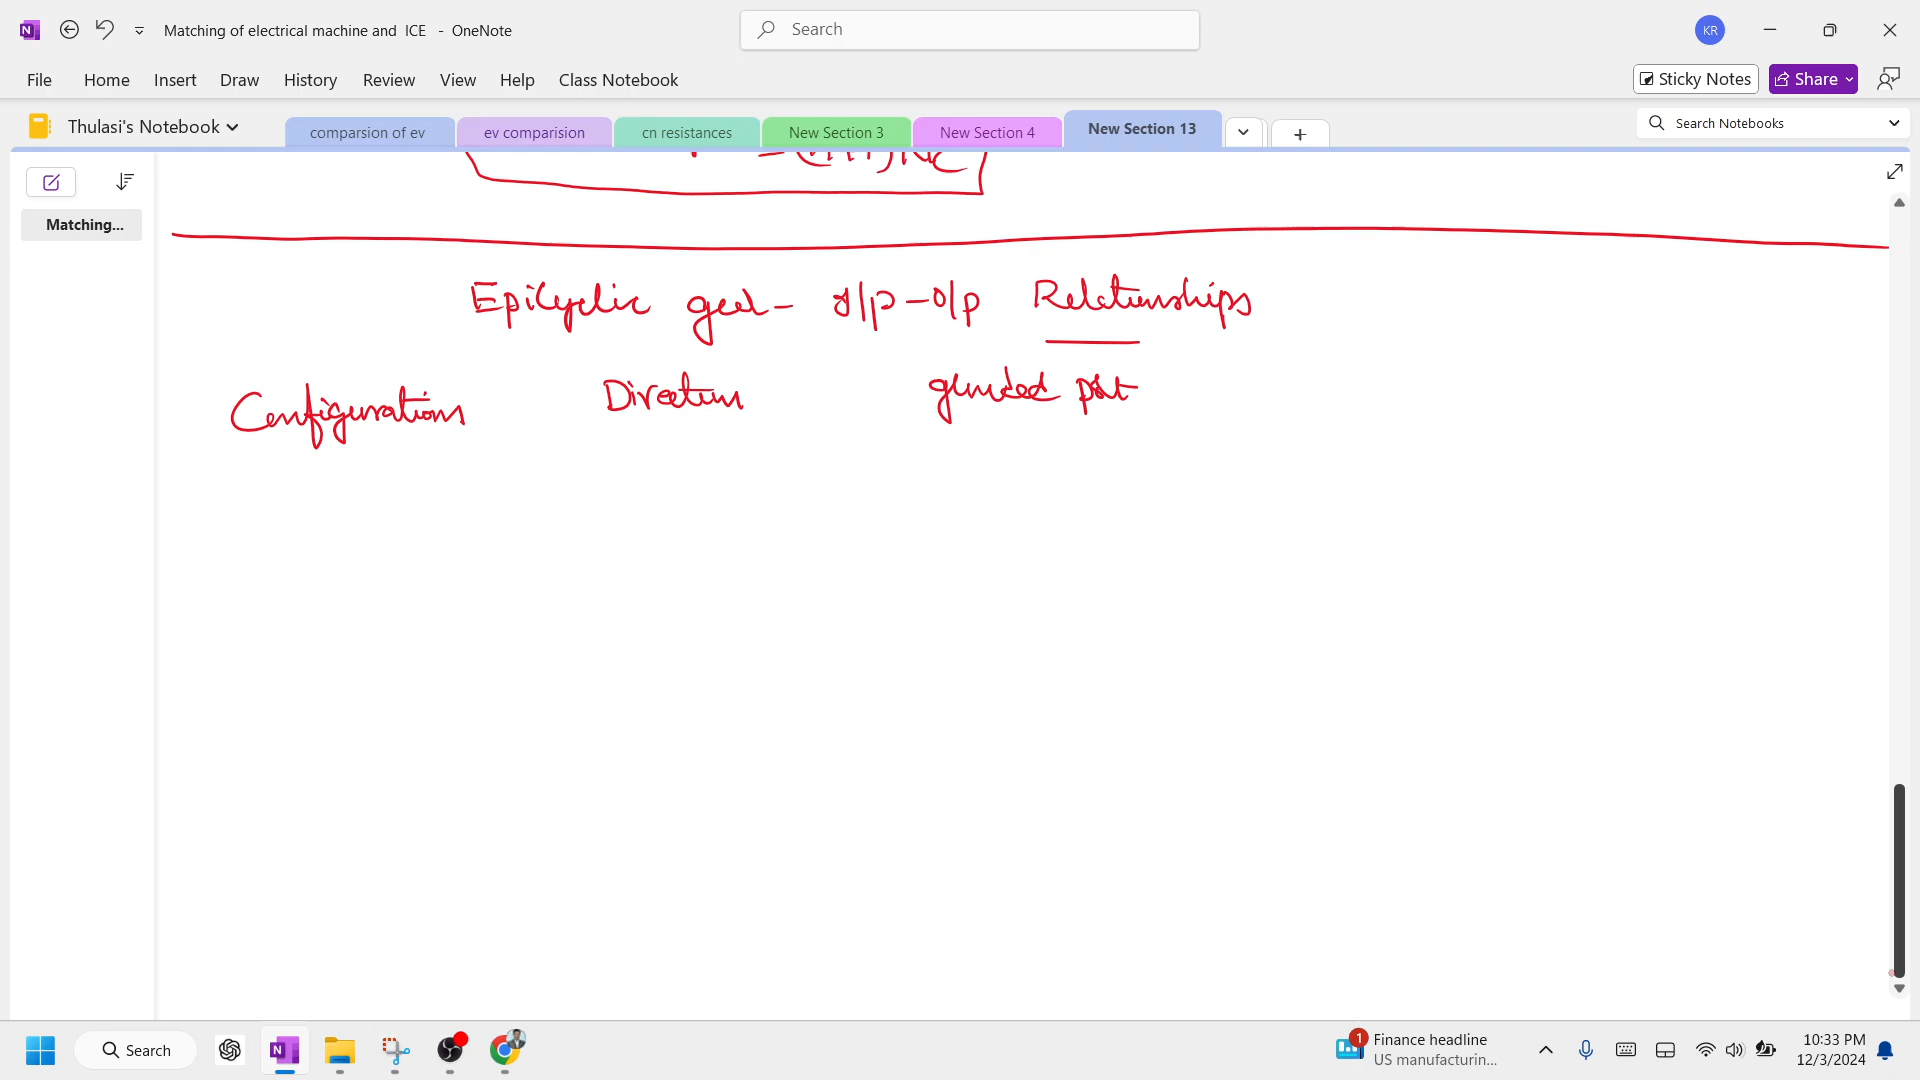 Matching of electrical machine and ICE - OneNote
Search
KR
File Home Insert Draw History Review View Help Class Notebook
Sticky Notes Share
Thulasi's Notebook
comparsion of ev
ev comparision
cn resistances
New Section 3
New Section 4
New Section 13
Search Notebooks
Matching...
Epicyclic gear - I/p - O/p Relationships
Configurations Direction grounded part
Search
1
Finance headline
US manufacturin...
10:33 PM
12/3/2024